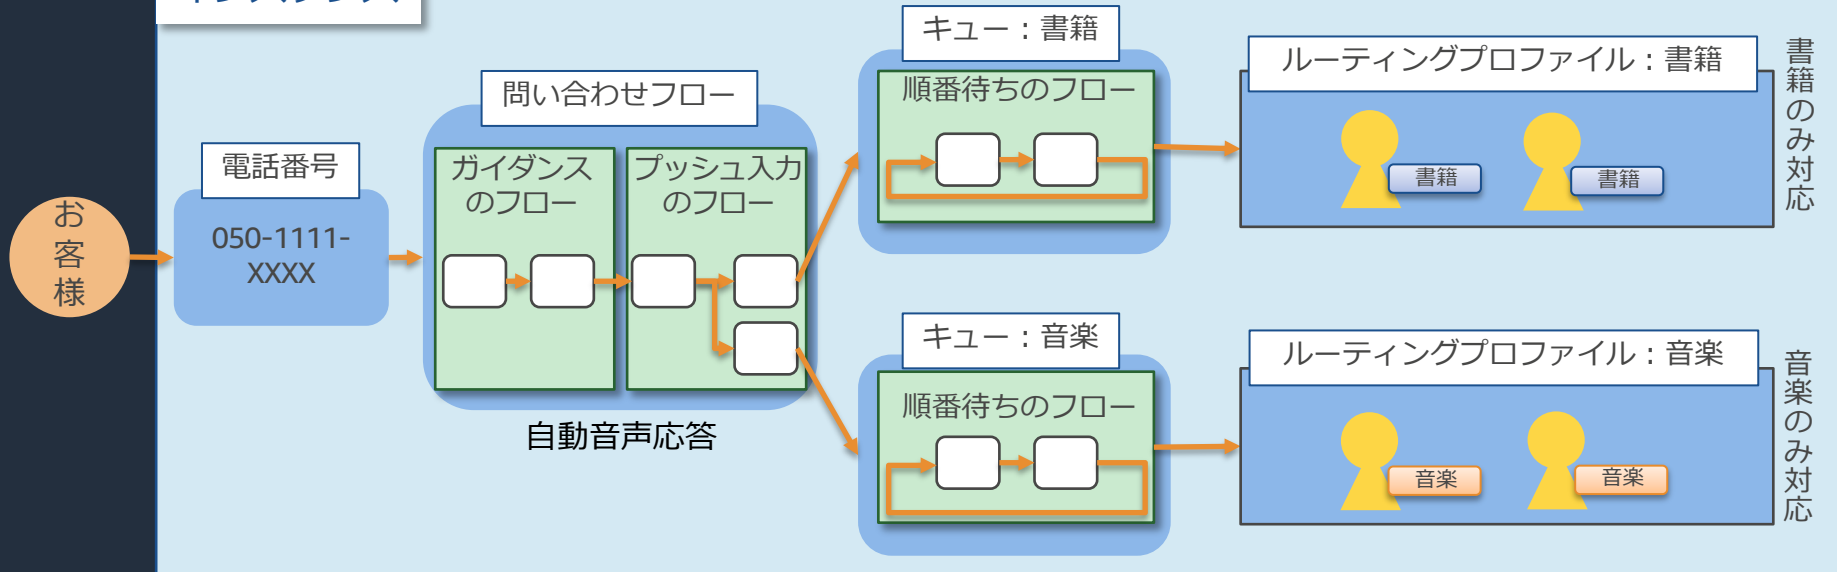 お客様
電話番号
050-1111-
XXXX
問い合わせフロー
ガイダンス
のフロー
プッシュ入力
のフロー
自動音声応答
キュー：書籍
順番待ちのフロー
ルーティングプロファイル：書籍
書籍
書籍
書籍のみ対応
キュー：音楽
順番待ちのフロー
ルーティングプロファイル：音楽
音楽
音楽
音楽のみ対応